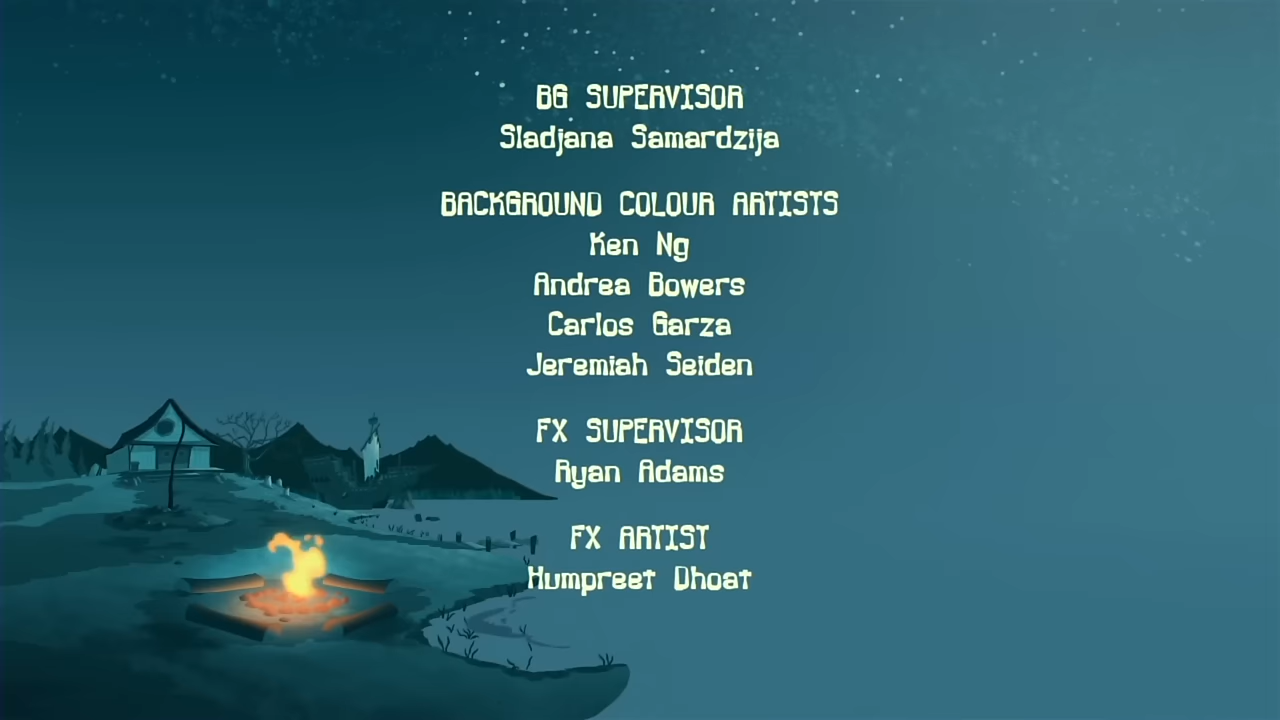 BG SUPERVISOR
Sladjana Samardzija
BACKGROUND COLOUR ARTISTS
Ken Ng
Andrea Bowers
Carlos Garza
Jeremiah Seiden
FX SUPERVISOR
Ryan Adams
FX ARTIST
Humpreet Dhoat